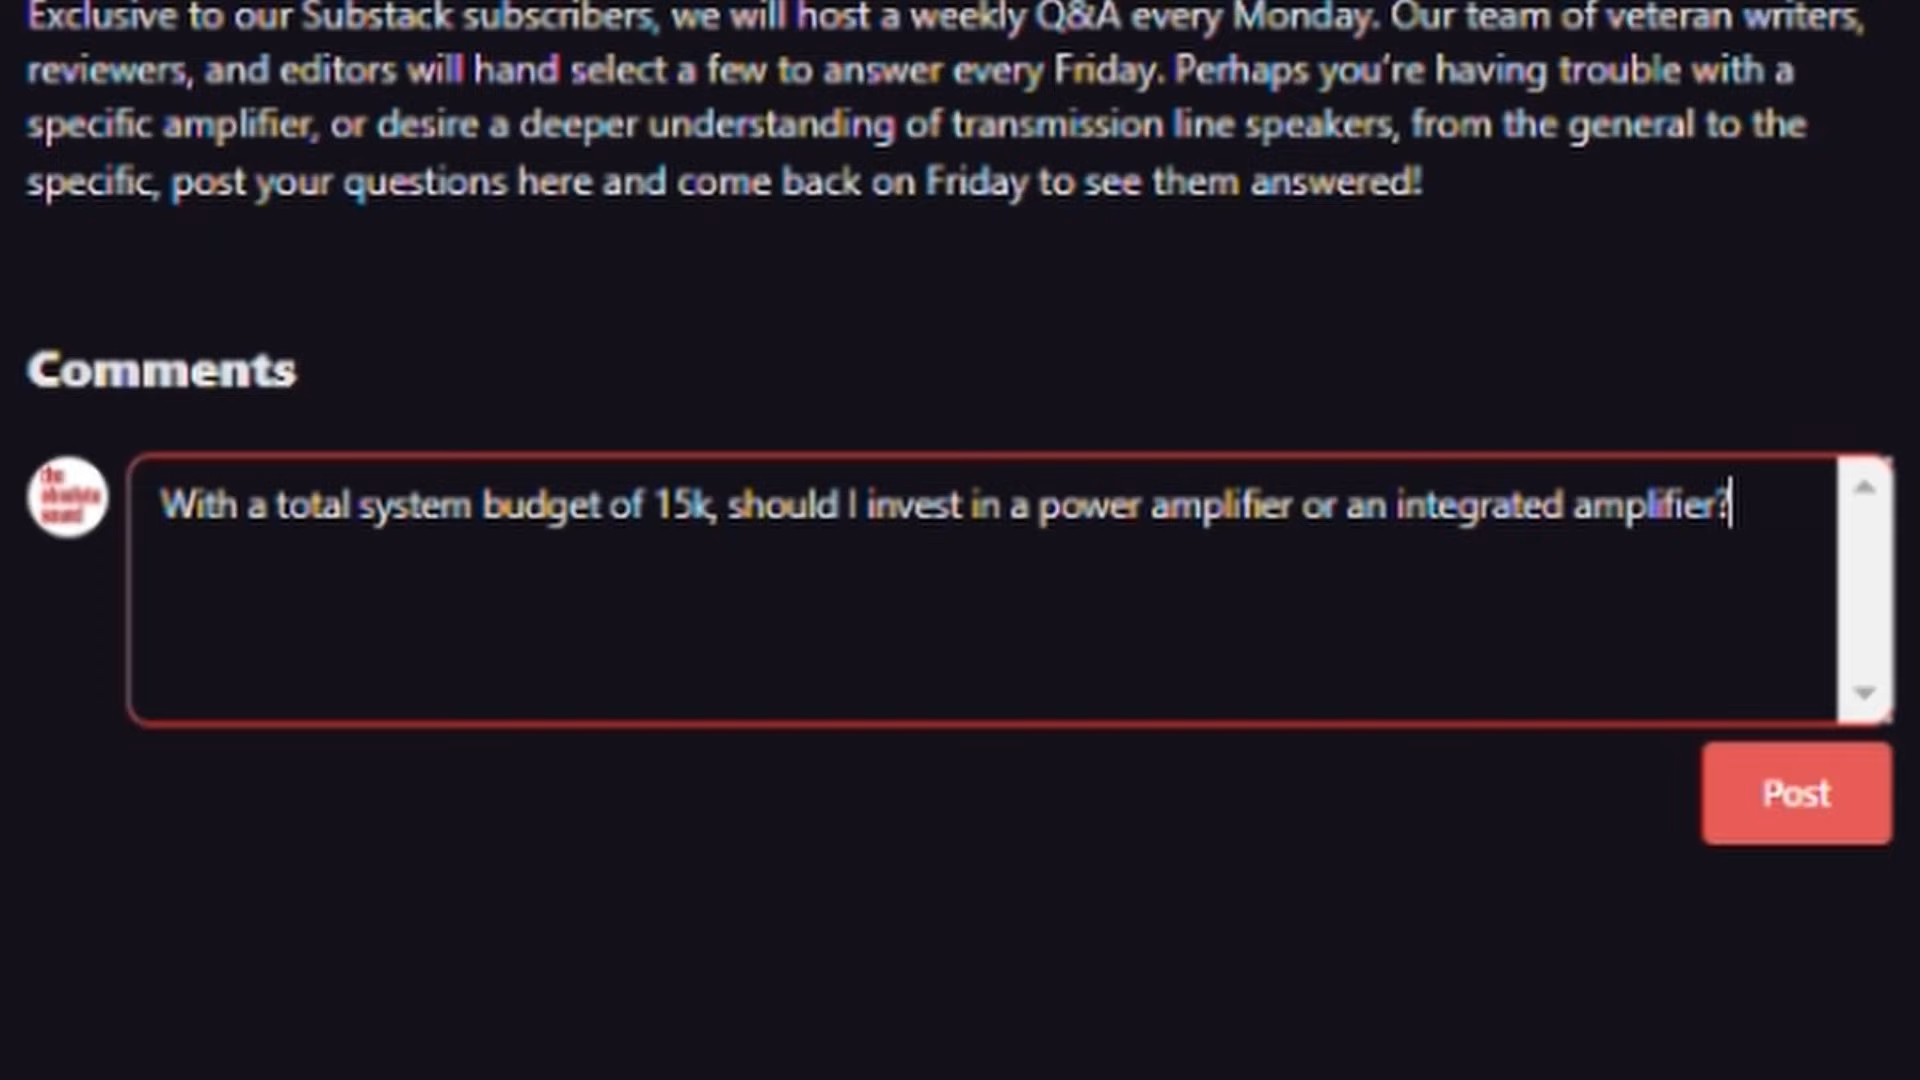 Exclusive to our Substack subscribers, we will host a weekly Q&A every Monday. Our team of veteran writers,
reviewers, and editors will hand select a few to answer every Friday. Perhaps you're having trouble with a
specific amplifier, or desire a deeper understanding of transmission line speakers, from the general to the
specific, post your questions here and come back on Friday to see them answered!
Comments
the
absolute
sound
With a total system budget of 15k, should I invest in a power amplifier or an integrated amplifier?
Post